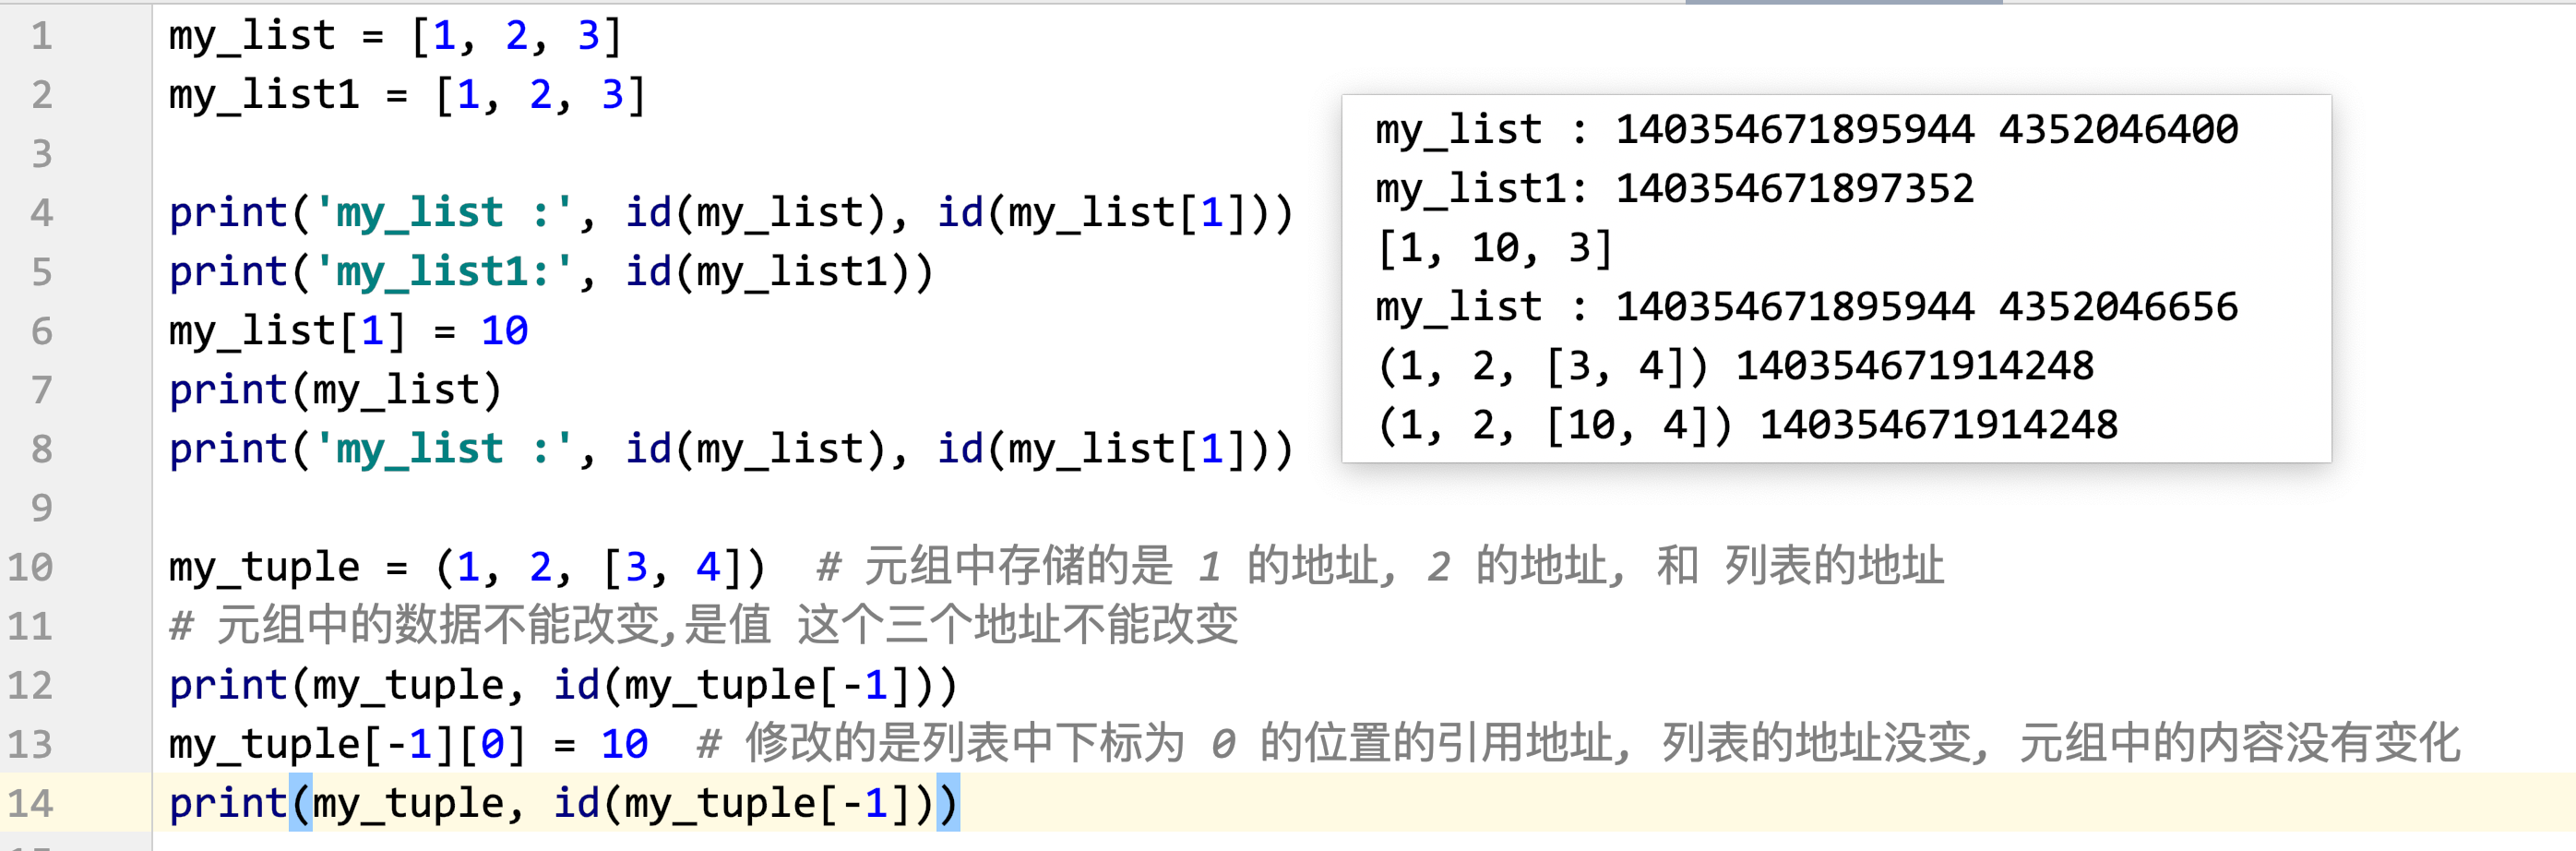 1 my_list = [1, 2, 3]
2 my_list1 = [1, 2, 3]
3
4 print('my_list :', id(my_list), id(my_list[1]))
5 print('my_list1:', id(my_list1))
6 my_list[1] = 10
7 print(my_list)
8 print('my_list :', id(my_list), id(my_list[1]))
9
10 my_tuple = (1, 2, [3, 4])  # 元组中存储的是 1 的地址, 2 的地址, 和 列表的地址
11 # 元组中的数据不能改变,是值 这个三个地址不能改变
12 print(my_tuple, id(my_tuple[-1]))
13 my_tuple[-1][0] = 10  # 修改的是列表中下标为 0 的位置的引用地址, 列表的地址没变, 元组中的内容没有变化
14 print(my_tuple, id(my_tuple[-1]))
my_list : 140354671895944 4352046400
my_list1: 140354671897352
[1, 10, 3]
my_list : 140354671895944 4352046656
(1, 2, [3, 4]) 140354671914248
(1, 2, [10, 4]) 140354671914248